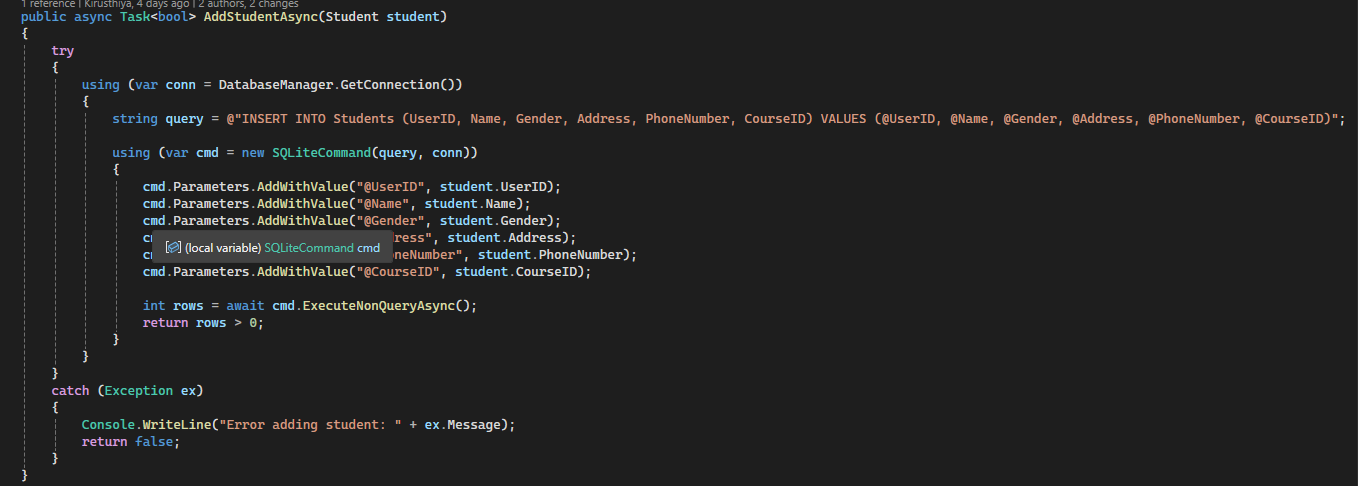 1 reference | Kirusthiya, 4 days ago | 2 authors, 2 changes
public async Task<bool> AddStudentAsync(Student student)
{
try
{
using (var conn = DatabaseManager.GetConnection())
{
string query = @"INSERT INTO Students (UserID, Name, Gender, Address, PhoneNumber, CourseID) VALUES (@UserID, @Name, @Gender, @Address, @PhoneNumber, @CourseID)";
using (var cmd = new SQLiteCommand(query, conn))
{
cmd.Parameters.AddWithValue("@UserID", student.UserID);
cmd.Parameters.AddWithValue("@Name", student.Name);
cmd.Parameters.AddWithValue("@Gender", student.Gender);
ress", student.Address);
(local variable) SQLiteCommand cmd
neNumber", student.PhoneNumber);
cmd.Parameters.AddWithValue("@CourseID", student.CourseID);
int rows = await cmd.ExecuteNonQueryAsync();
return rows > 0;
}
}
}
catch (Exception ex)
{
Console.WriteLine("Error adding student: " + ex.Message);
return false;
}
}